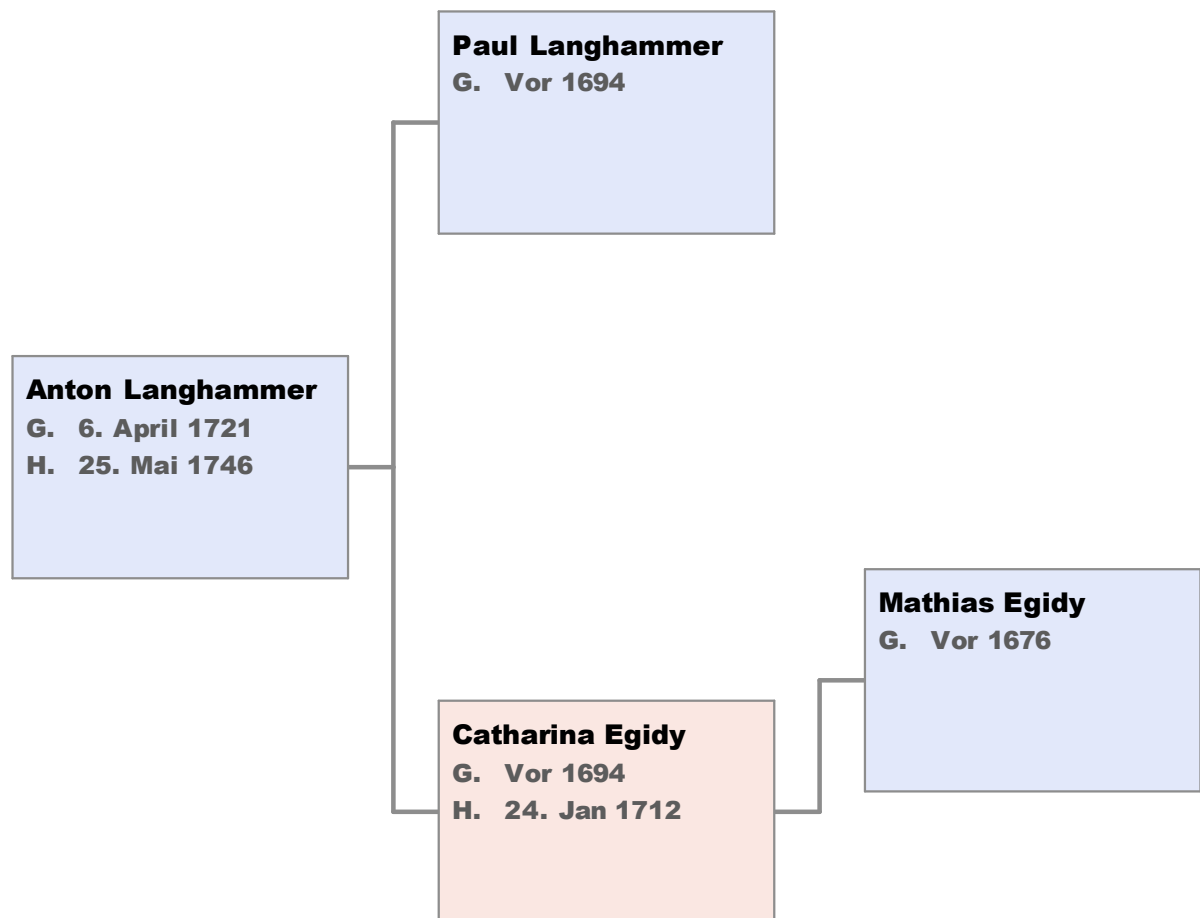 Paul Langhammer
G. Vor 1694
Anton Langhammer
G. 6. April 1721
H. 25. Mai 1746
Mathias Egidy
G. Vor 1676
Catharina Egidy
G. Vor 1694
H. 24. Jan 1712